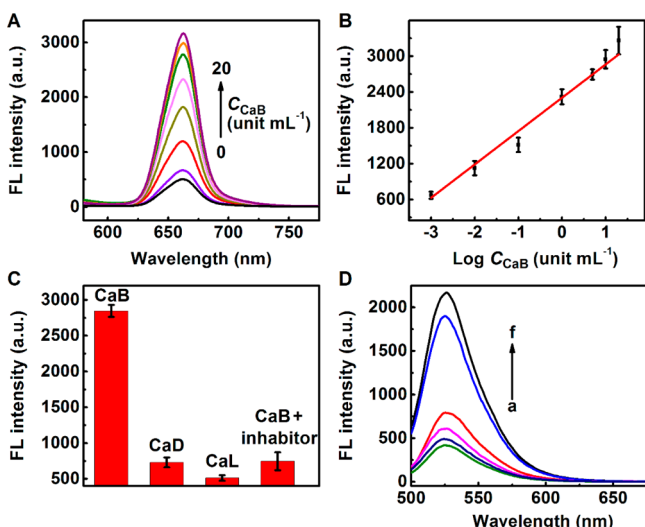 A
FL intensity (a.u.)
3000
2000
1000
0
20
C_CaB
(unit mL⁻¹)
0
600
650
700
750
Wavelength (nm)
B
FL intensity (a.u.)
3000
2400
1800
1200
600
-3
-2
-1
0
1
Log C_CaB (unit mL⁻¹)
C
FL intensity (a.u.)
3000
2500
2000
1500
1000
500
CaB
CaD
CaL
CaB +
inhabitor
D
FL intensity (a.u.)
2000
1500
1000
500
0
f
a
500
550
600
650
Wavelength (nm)